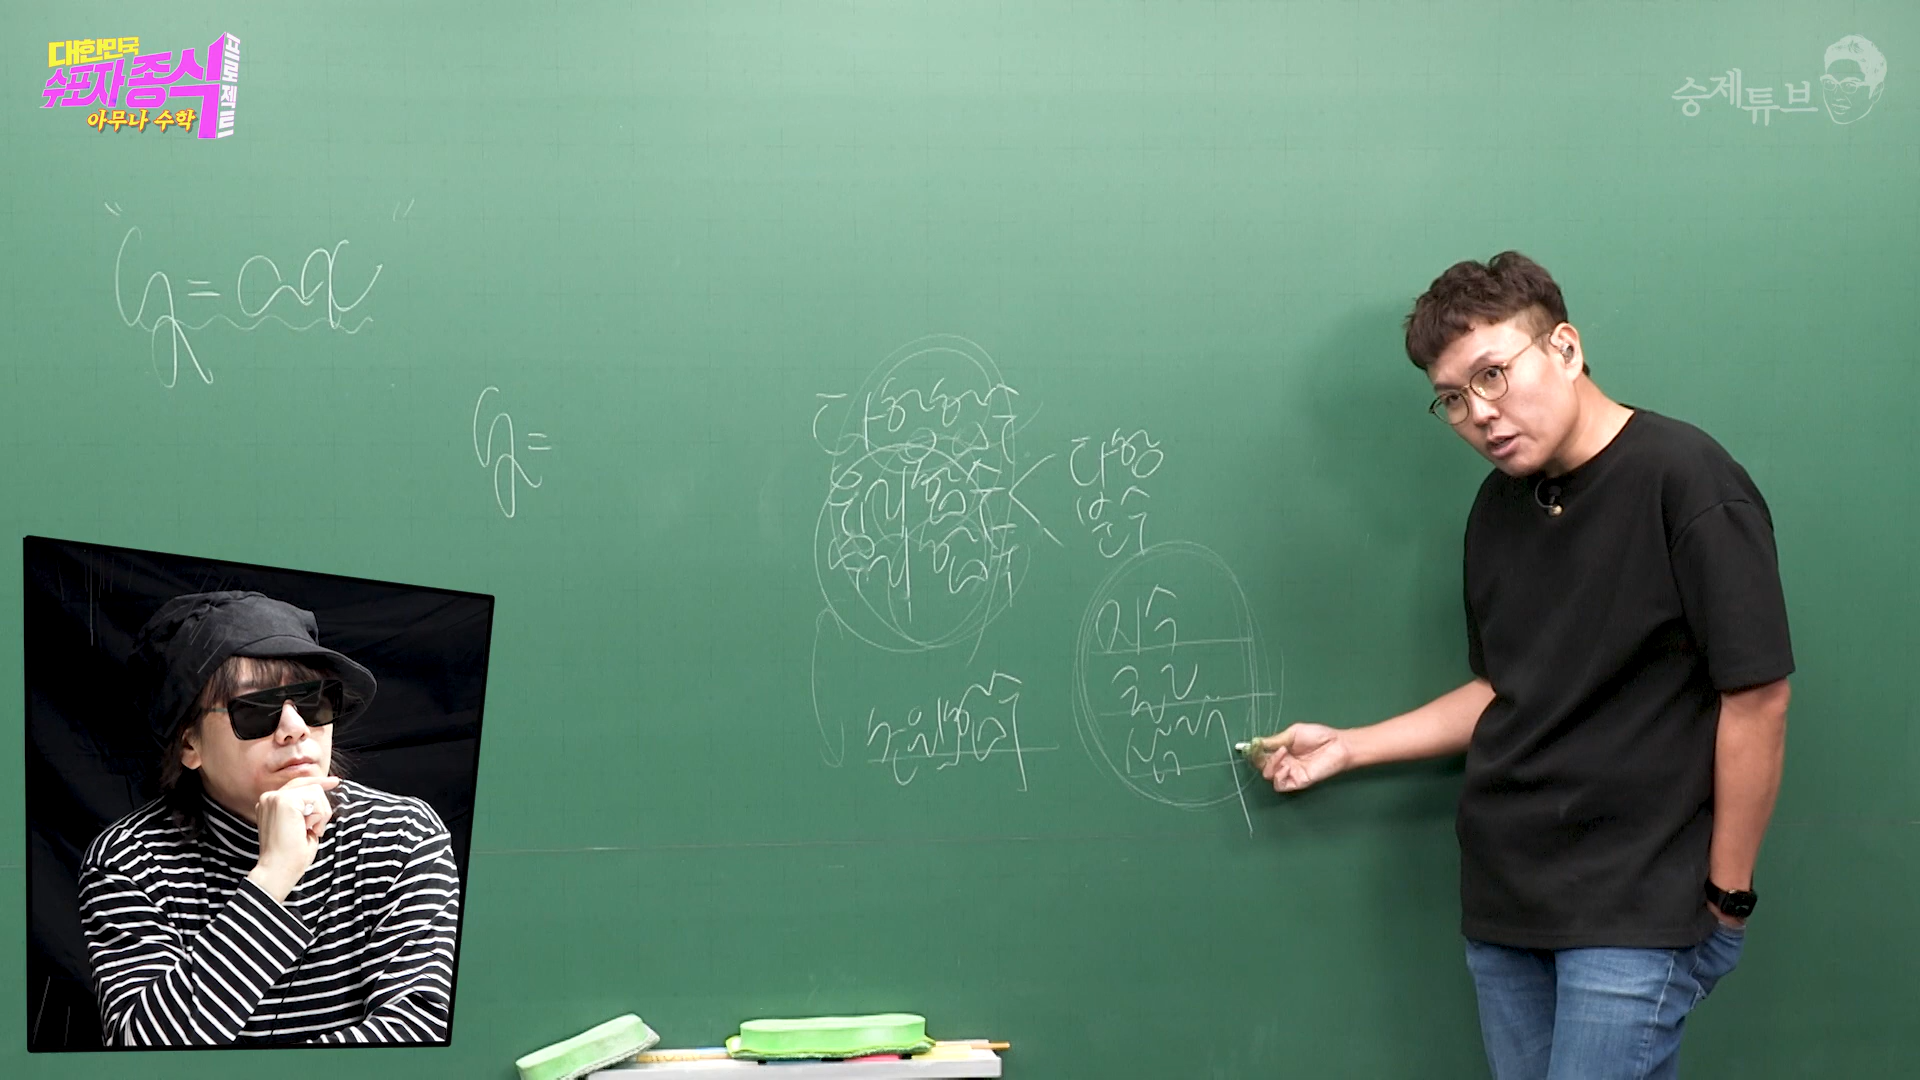 대한민국
수포자 종식
프로젝트!
아무나 수학
승제튜브
"y = ax"
y =
다항함수
유리함수
무리함수
다항
분수
지수
로그
삼각
초월함수